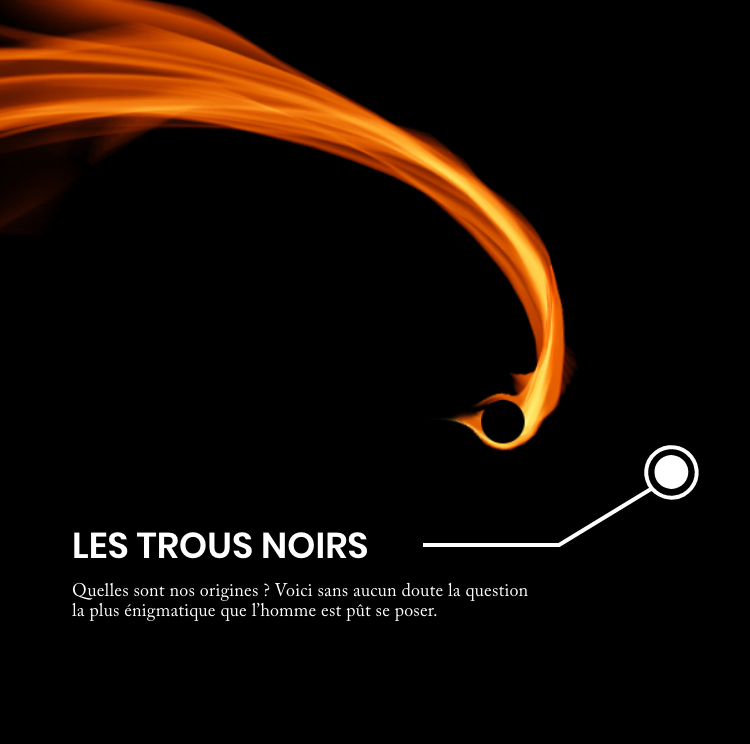 LES TROUS NOIRS
Quelles sont nos origines ? Voici sans aucun doute la question
la plus énigmatique que l’homme est pût se poser.